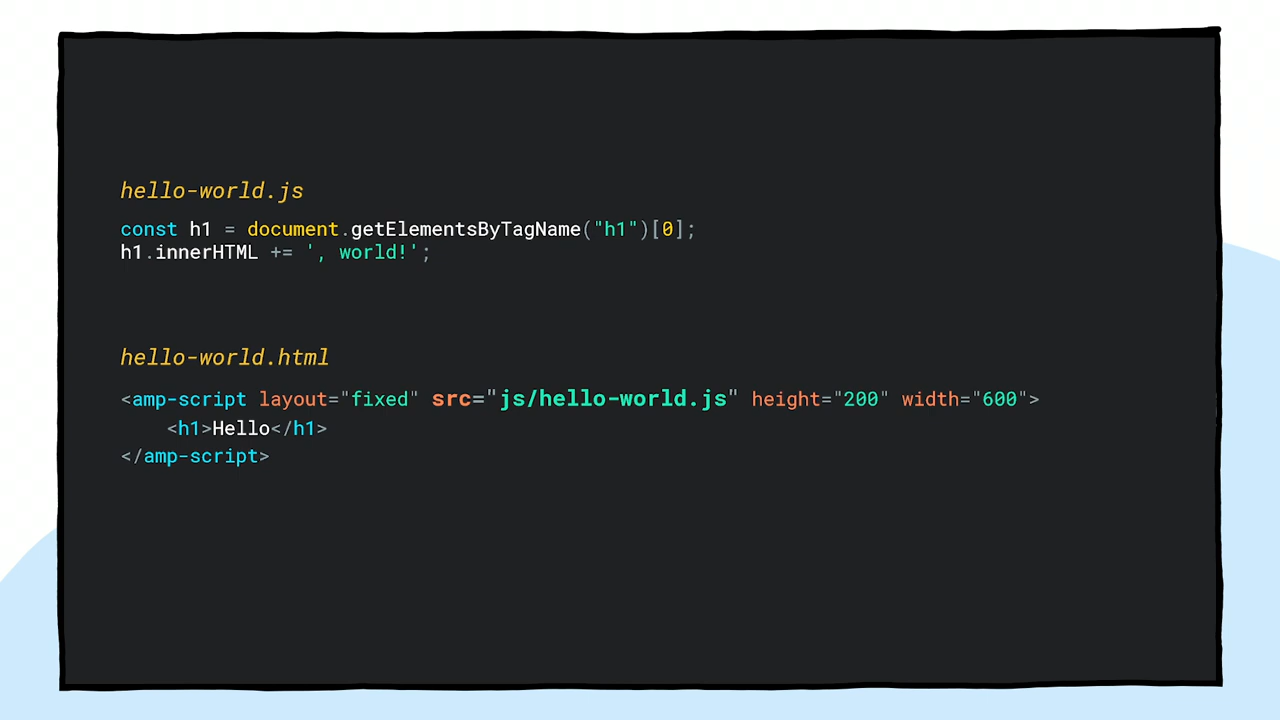 hello-world.js
const h1 = document.getElementsByTagName("h1")[0];
h1.innerHTML += ', world!';
hello-world.html
<amp-script layout="fixed" src="js/hello-world.js" height="200" width="600">
<h1>Hello</h1>
</amp-script>